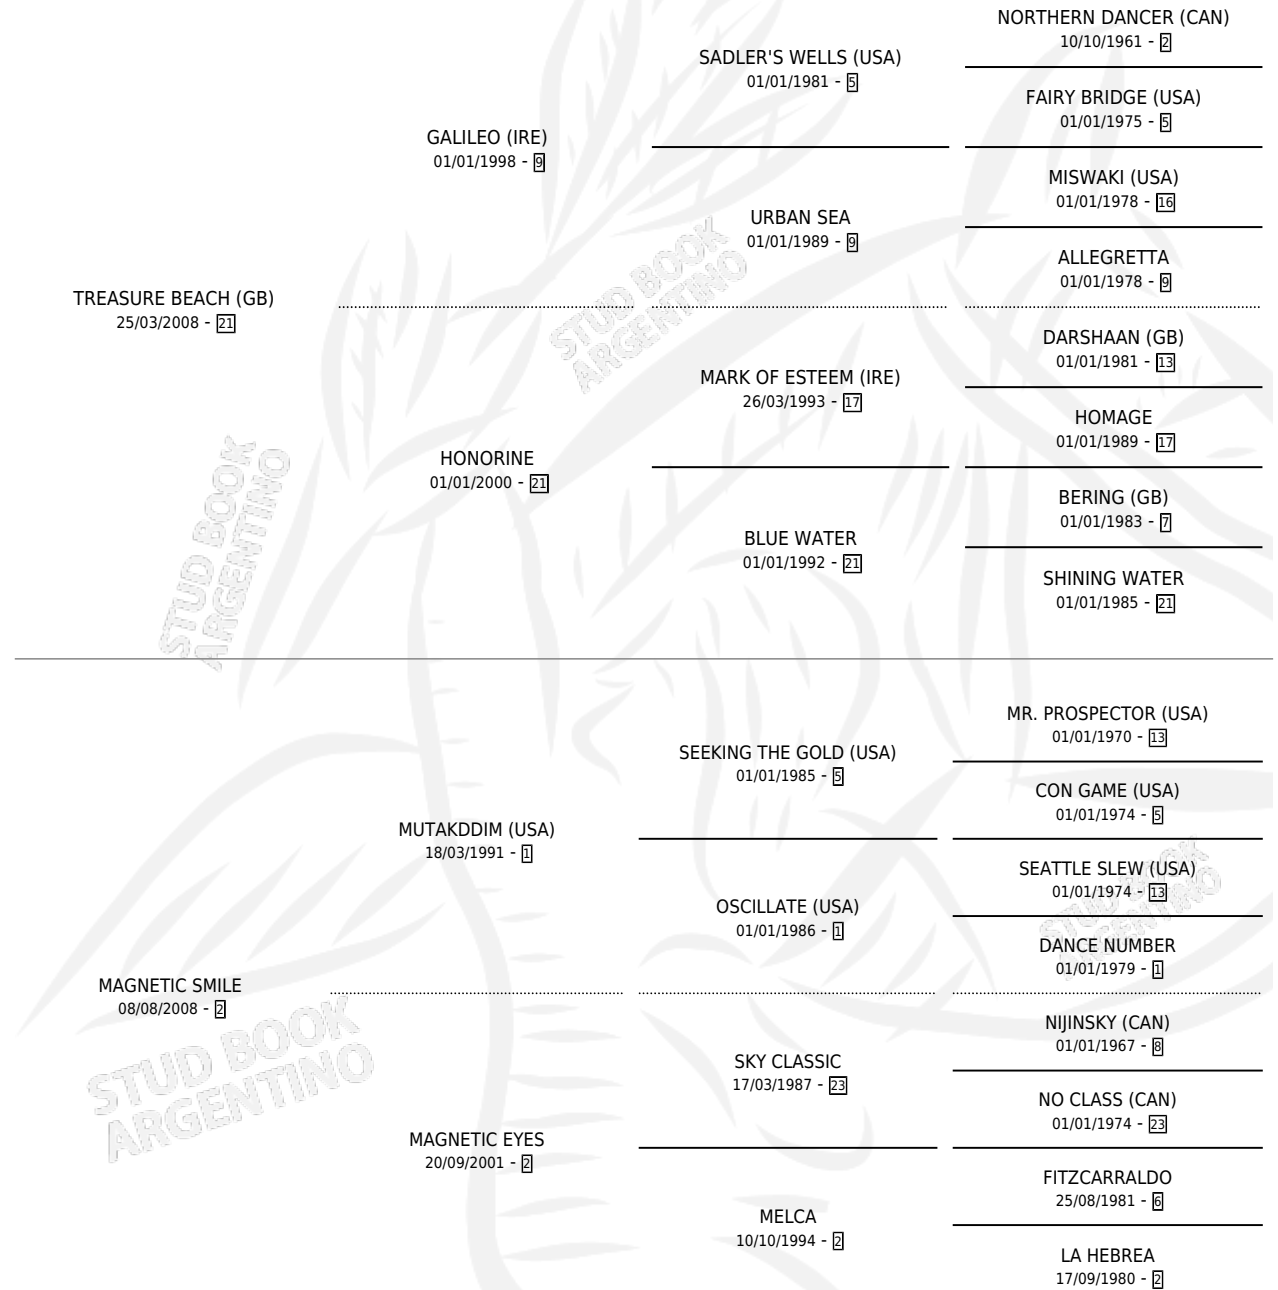 NORTHERN DANCER (CAN)
10/10/1961 - 2
SADLER'S WELLS (USA)
01/01/1981 - 5
FAIRY BRIDGE (USA)
01/01/1975 - 5
GALILEO (IRE)
01/01/1998 - 9
MISWAKI (USA)
01/01/1978 - 16
URBAN SEA
01/01/1989 - 9
ALLEGRETTA
01/01/1978 - 9
TREASURE BEACH (GB)
25/03/2008 - 21
STUD BOOK
ARGENTINO
DARSHAAN (GB)
01/01/1981 - 13
MARK OF ESTEEM (IRE)
26/03/1993 - 17
HOMAGE
01/01/1989 - 17
HONORINE
01/01/2000 - 21
BERING (GB)
01/01/1983 - 7
BLUE WATER
01/01/1992 - 21
SHINING WATER
01/01/1985 - 21
STUD BOOK
ARGENTINO
MR. PROSPECTOR (USA)
01/01/1970 - 13
SEEKING THE GOLD (USA)
01/01/1985 - 5
CON GAME (USA)
01/01/1974 - 5
MUTAKDDIM (USA)
18/03/1991 - 1
SEATTLE SLEW (USA)
01/01/1974 - 13
OSCILLATE (USA)
01/01/1986 - 1
STUD BOOK
ARGENTINO
DANCE NUMBER
01/01/1979 - 1
MAGNETIC SMILE
08/08/2008 - 2
STUD BOOK
ARGENTINO
NIJINSKY (CAN)
01/01/1967 - 8
SKY CLASSIC
17/03/1987 - 23
NO CLASS (CAN)
01/01/1974 - 23
MAGNETIC EYES
20/09/2001 - 2
FITZCARRALDO
25/08/1981 - 6
MELCA
10/10/1994 - 2
LA HEBREA
17/09/1980 - 2